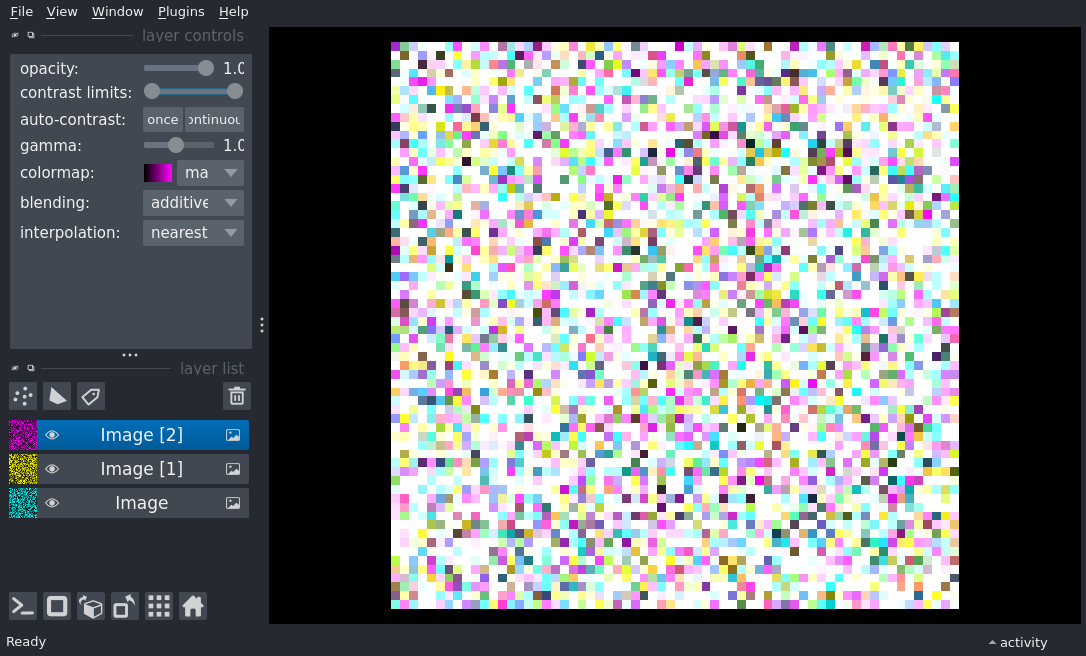 File View Window Plugins Help
layer controls
opacity: 1.0
contrast limits:
auto-contrast: once ontinuou
gamma: 1.0
colormap: ma
blending: additive
interpolation: nearest
layer list
Image [2]
Image [1]
Image
Ready
activity